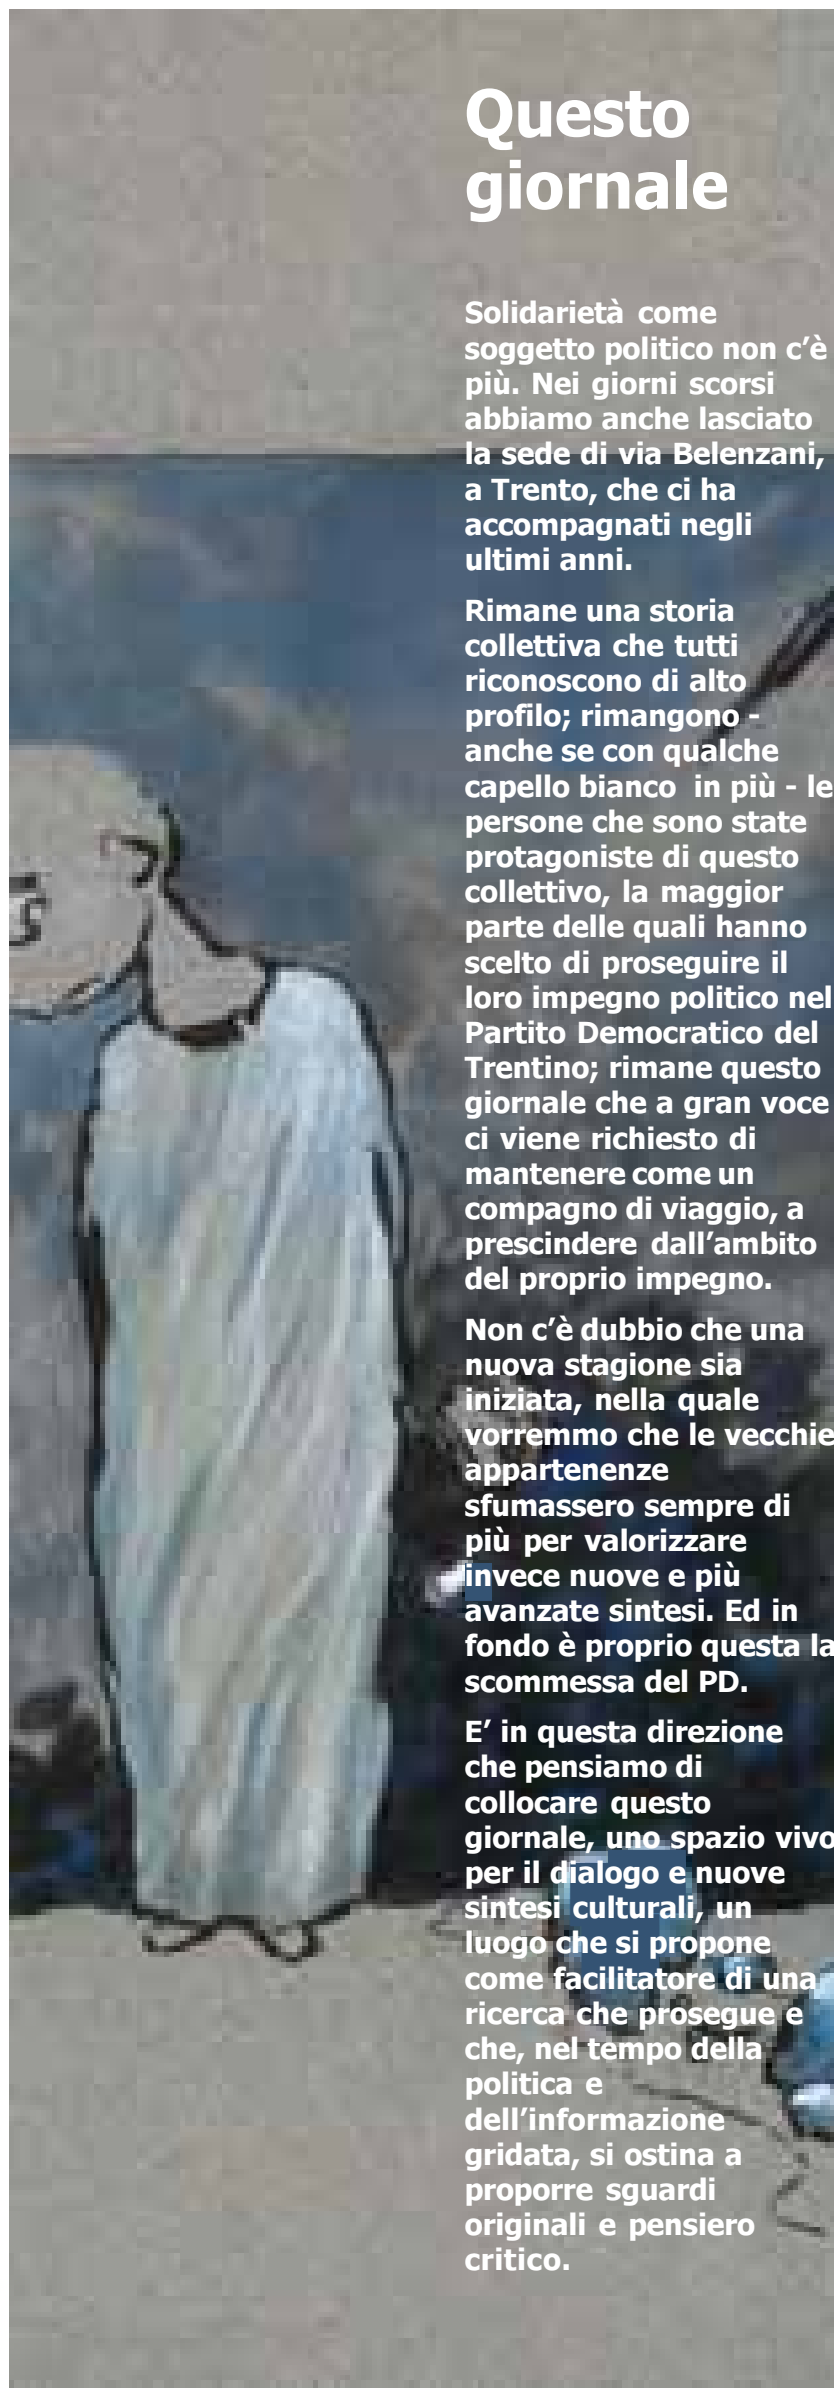 Questo
giornale
Solidarietà come
soggetto politico non c’è
più. Nei giorni scorsi
abbiamo anche lasciato
la sede di via Belenzani,
a Trento, che ci ha
accompagnati negli
ultimi anni.
Rimane una storia
collettiva che tutti
riconoscono di alto
profilo; rimangono -
anche se con qualche
capello bianco in più - le
persone che sono state
protagoniste di questo
collettivo, la maggior
parte delle quali hanno
scelto di proseguire il
loro impegno politico nel
Partito Democratico del
Trentino; rimane questo
giornale che a gran voce
ci viene richiesto di
mantenere come un
compagno di viaggio, a
prescindere dall’ambito
del proprio impegno.
Non c’è dubbio che una
nuova stagione sia
iniziata, nella quale
vorremmo che le vecchie
appartenenze
sfumassero sempre di
più per valorizzare
invece nuove e più
avanzate sintesi. Ed in
fondo è proprio questa la
scommessa del PD.
E’ in questa direzione
che pensiamo di
collocare questo
giornale, uno spazio vivo
per il dialogo e nuove
sintesi culturali, un
luogo che si propone
come facilitatore di una
ricerca che prosegue e
che, nel tempo della
politica e
dell’informazione
gridata, si ostina a
proporre sguardi
originali e pensiero
critico.